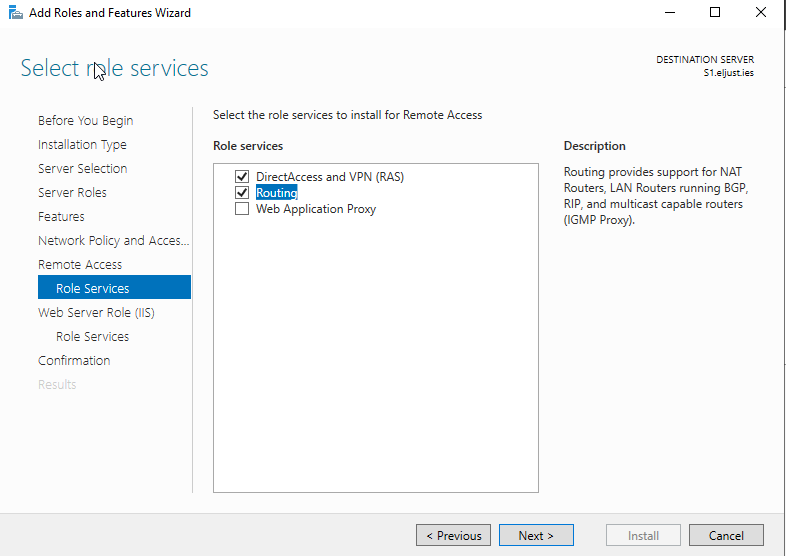 Add Roles and Features Wizard
Select role services
DESTINATION SERVER
S1.eljust.ies
Before You Begin
Installation Type
Server Selection
Server Roles
Features
Network Policy and Acces...
Remote Access
Role Services
Web Server Role (IIS)
Role Services
Confirmation
Results
Select the role services to install for Remote Access
Role services
DirectAccess and VPN (RAS)
Routing
Web Application Proxy
Description
Routing provides support for NAT
Routers, LAN Routers running BGP,
RIP, and multicast capable routers
(IGMP Proxy).
< Previous
Next >
Install
Cancel